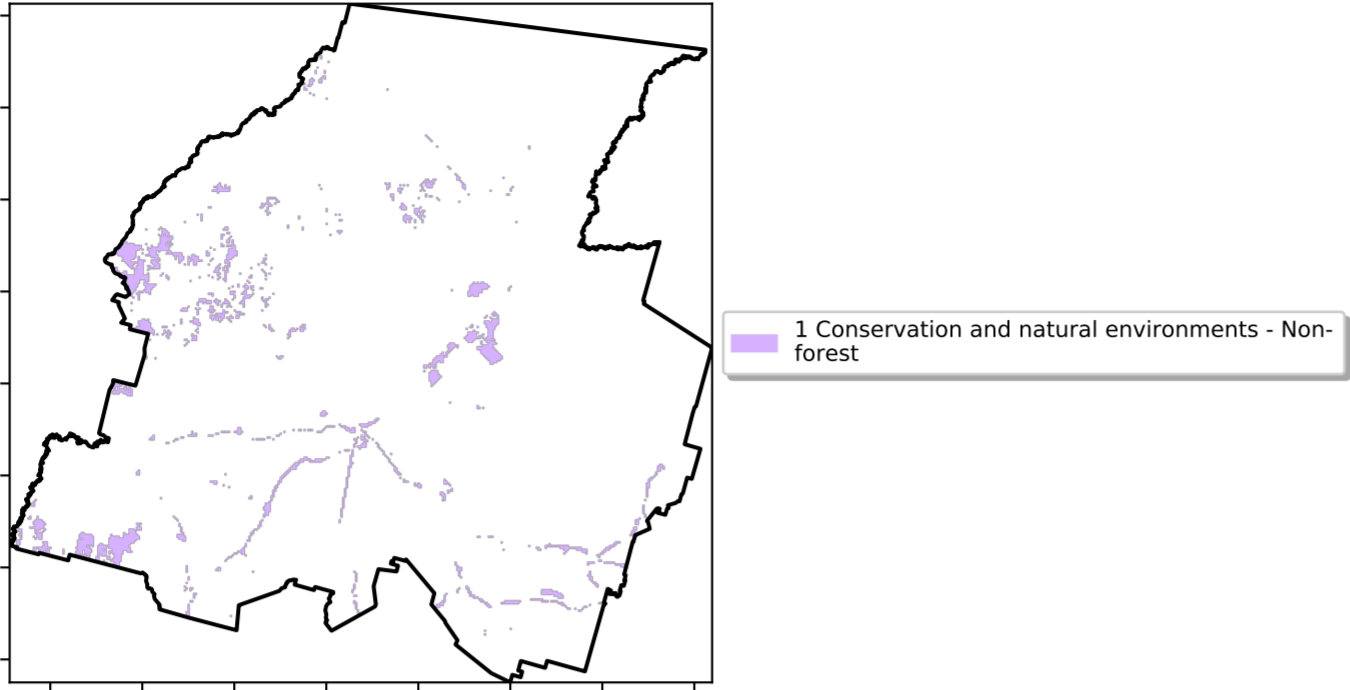 1 Conservation and natural environments - Non-
forest